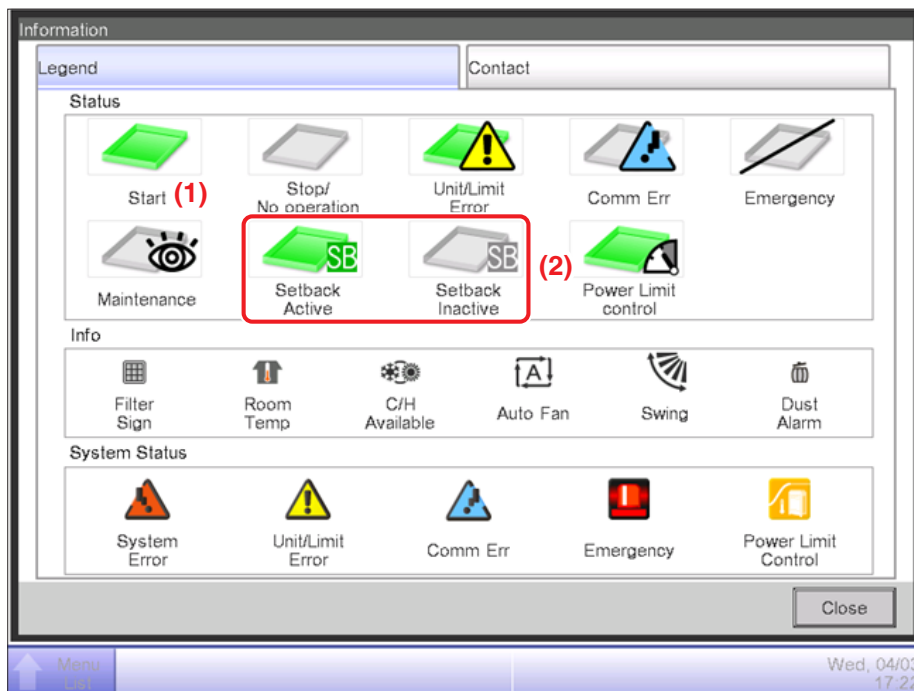 Information
Legend
Contact
Status
Start (1)
Stop/
No operation
Unit/Limit
Error
Comm Err
Emergency
Maintenance
SB
Setback
Active
SB
Setback
Inactive
(2)
Power Limit
control
Info
Filter
Sign
Room
Temp
C/H
Available
A
Auto Fan
Swing
Dust
Alarm
System Status
System
Error
Unit/Limit
Error
Comm Err
Emergency
Power Limit
Control
Close
Menu
List
Wed, 04/03
17:22